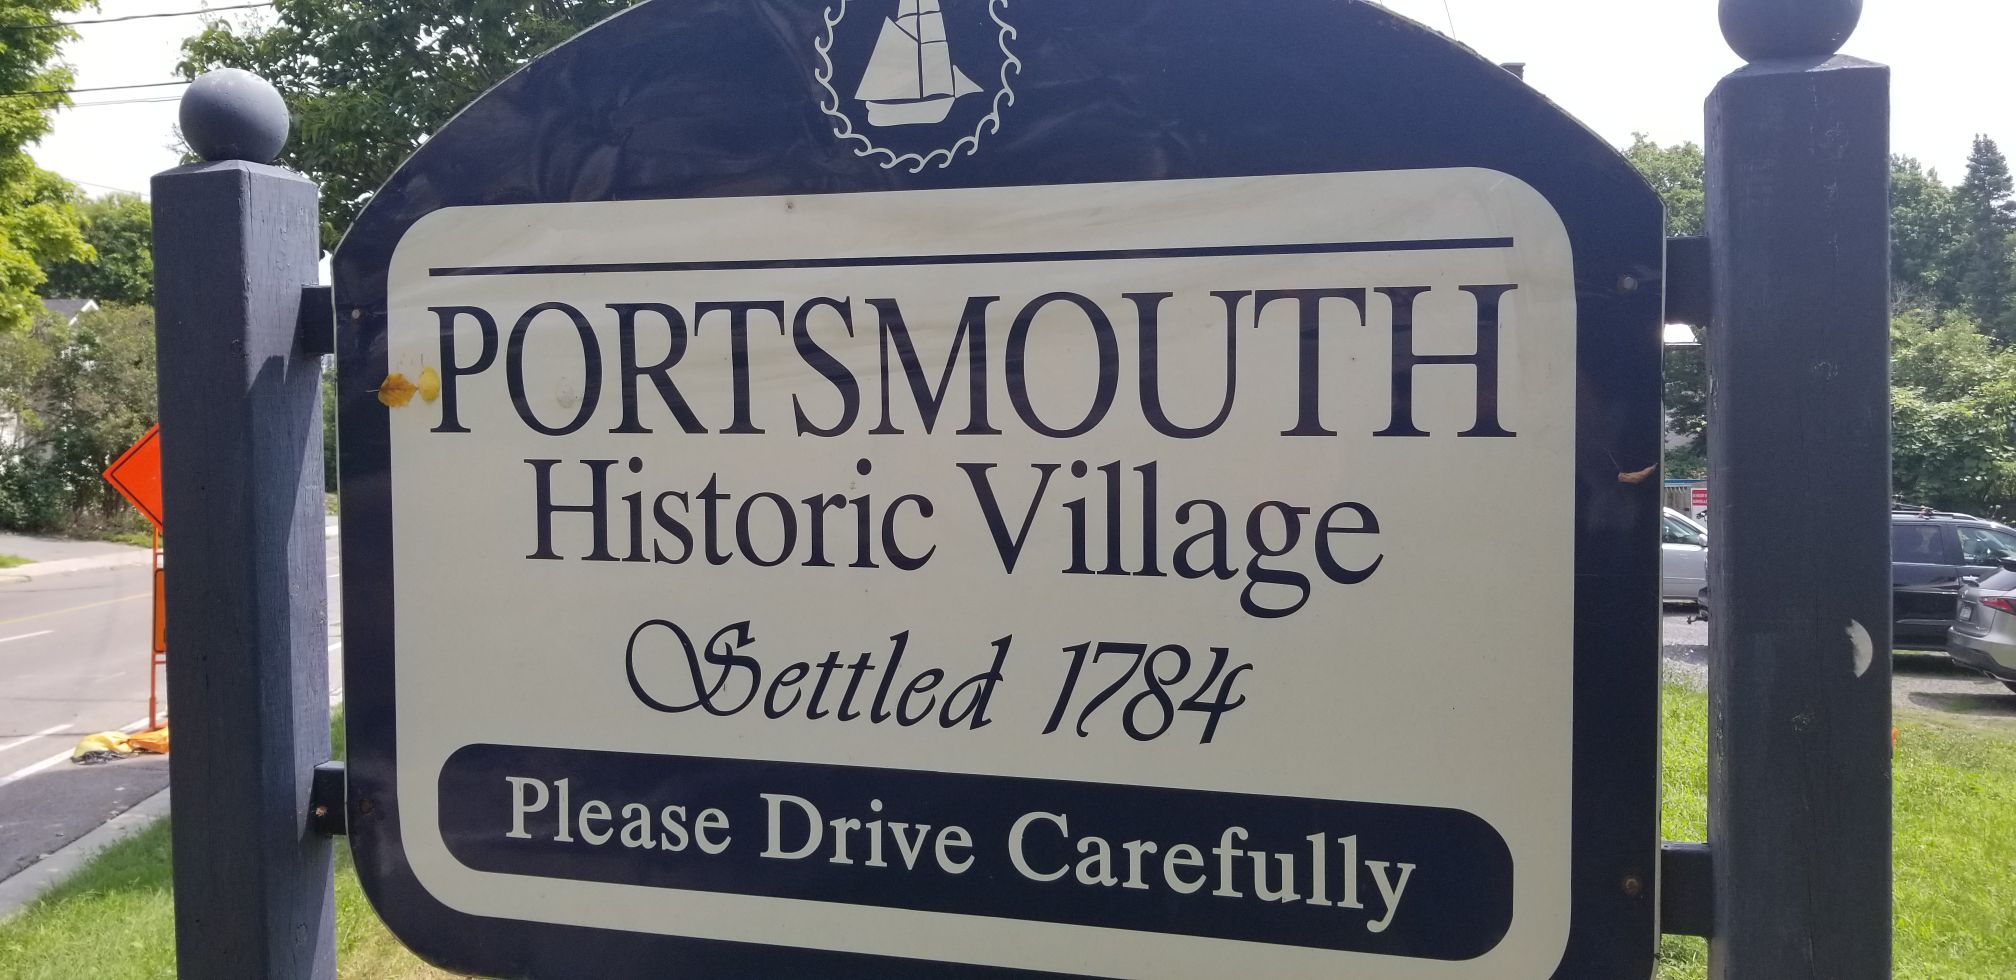 PORTSMOUTH
Historic Village
Settled 1784
Please Drive Carefully